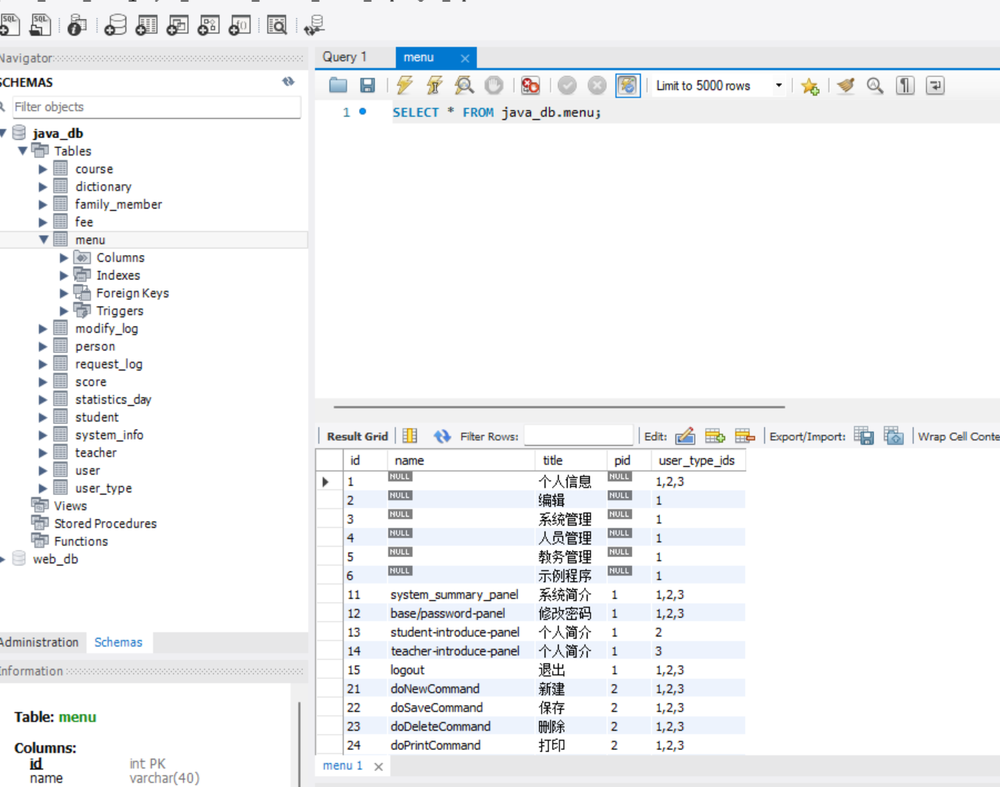 Navigator
SCHEMAS
Filter objects
java_db
Tables
course
dictionary
family_member
fee
menu
Columns
Indexes
Foreign Keys
Triggers
modify_log
person
request_log
score
statistics_day
student
system_info
teacher
user
user_type
Views
Stored Procedures
Functions
web_db
Administration Schemas
Information
Table: menu
Columns:
id int PK
name varchar(40)
Query 1 menu
Limit to 5000 rows
1 SELECT * FROM java_db.menu;
Result Grid Filter Rows: Edit: Export/Import: Wrap Cell Conte
id name title pid user_type_ids
1 NULL 个人信息 NULL 1,2,3
2 NULL 编辑 NULL 1
3 NULL 系统管理 NULL 1
4 NULL 人员管理 NULL 1
5 NULL 教务管理 NULL 1
6 NULL 示例程序 NULL 1
11 system_summary_panel 系统简介 1 1,2,3
12 base/password-panel 修改密码 1 1,2,3
13 student-introduce-panel 个人简介 1 2
14 teacher-introduce-panel 个人简介 1 3
15 logout 退出 1 1,2,3
21 doNewCommand 新建 2 1,2,3
22 doSaveCommand 保存 2 1,2,3
23 doDeleteCommand 删除 2 1,2,3
24 doPrintCommand 打印 2 1,2,3
menu 1